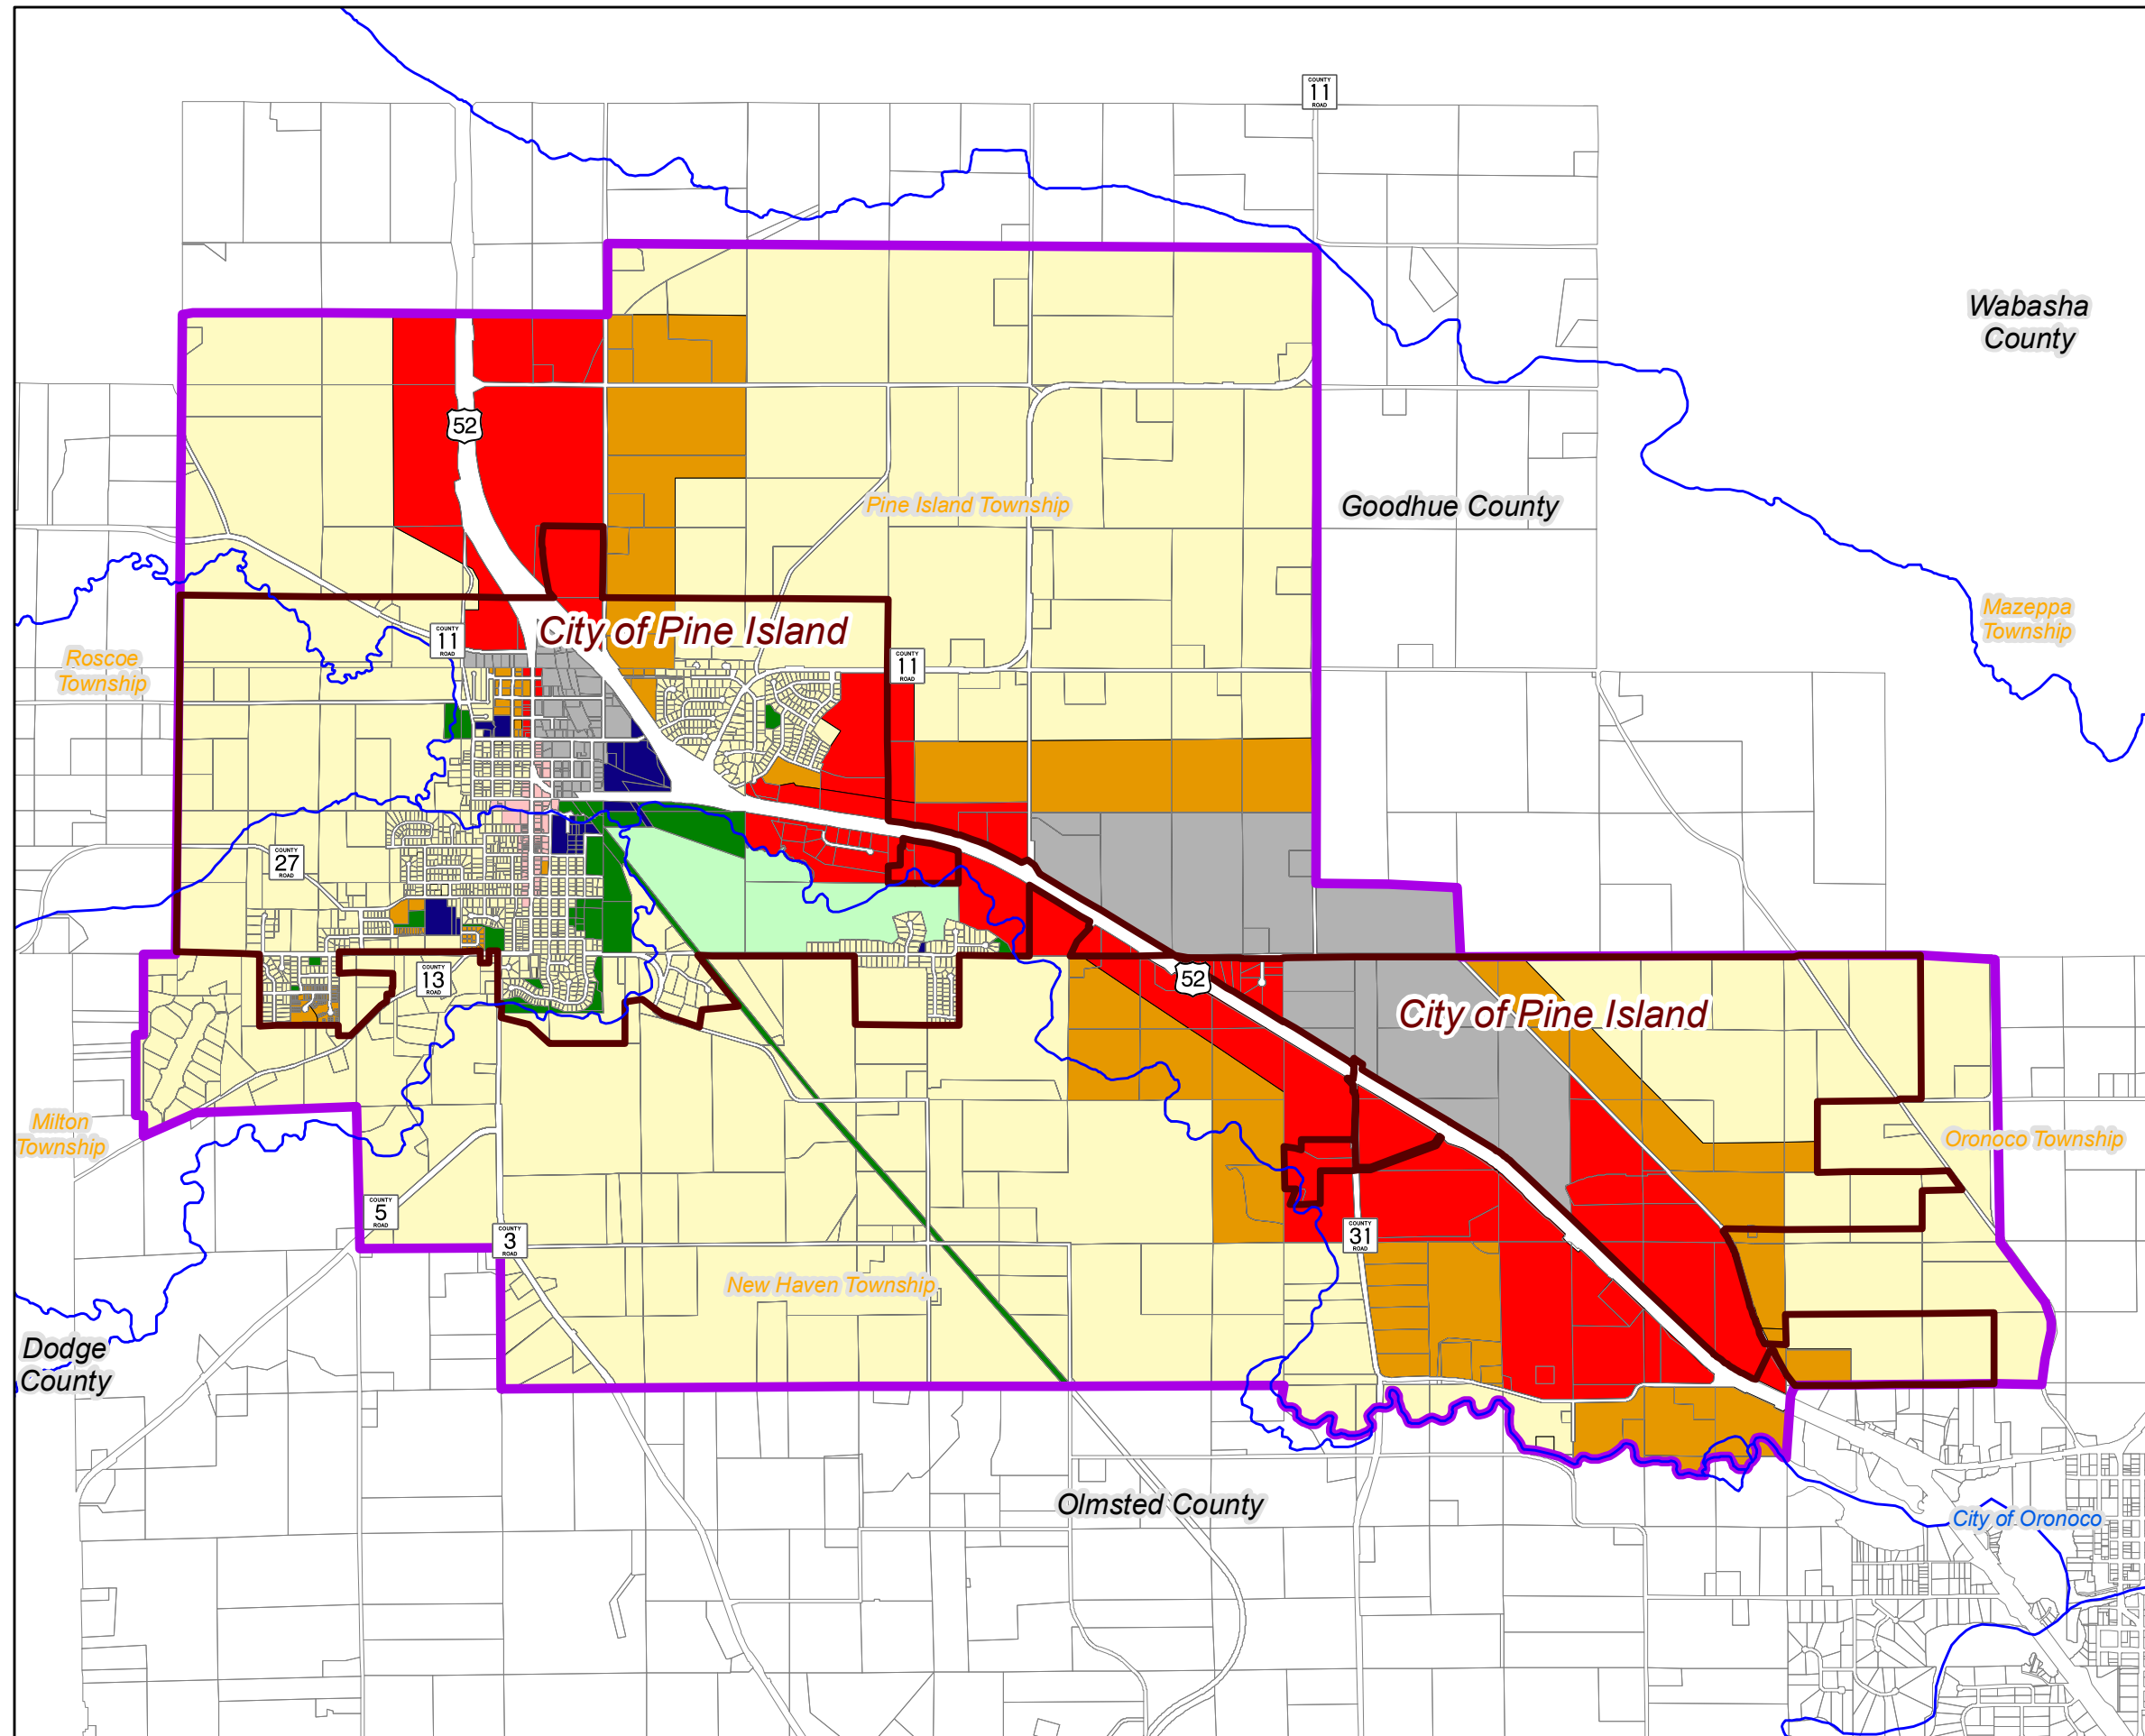 COUNTY
11
ROAD
Wabasha
County
52
Pine Island Township
Goodhue County
Mazeppa
Township
City of Pine Island
COUNTY
11
ROAD
Roscoe
Township
COUNTY
11
ROAD
COUNTY
27
ROAD
COUNTY
13
ROAD
52
City of Pine Island
Milton
Township
Oronoco Township
COUNTY
5
ROAD
COUNTY
3
ROAD
COUNTY
31
ROAD
New Haven Township
Dodge
County
Olmsted County
City of Oronoco